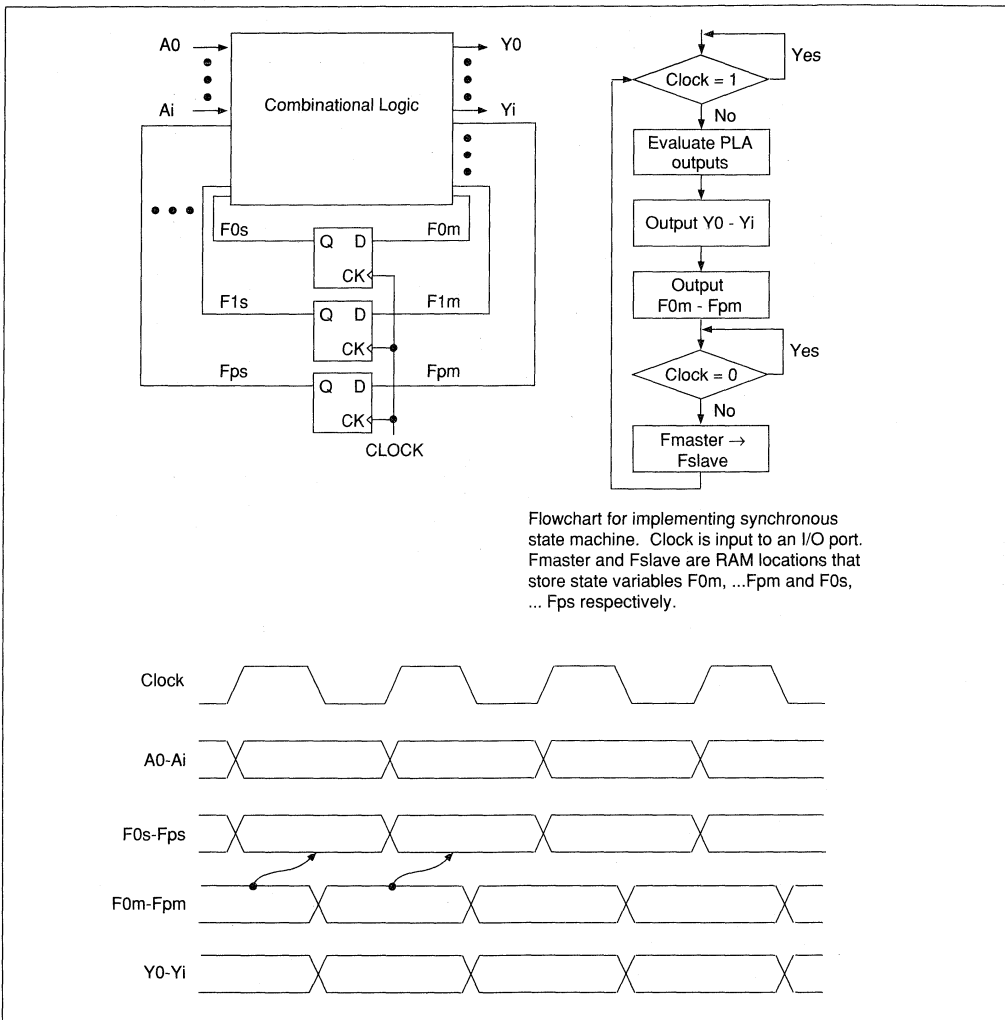 A0
Y0
Ai
Combinational Logic
Yi
F0s
Q D
F0m
CK
F1s
Q D
F1m
CK
Fps
Q D
Fpm
CK
CLOCK
Clock = 1
Yes
No
Evaluate PLA
outputs
Output Y0 - Yi
Output
F0m - Fpm
Clock = 0
Yes
No
Fmaster →
Fslave
Flowchart for implementing synchronous
state machine. Clock is input to an I/O port.
Fmaster and Fslave are RAM locations that
store state variables F0m, ...Fpm and F0s,
... Fps respectively.
Clock
A0-Ai
F0s-Fps
F0m-Fpm
Y0-Yi